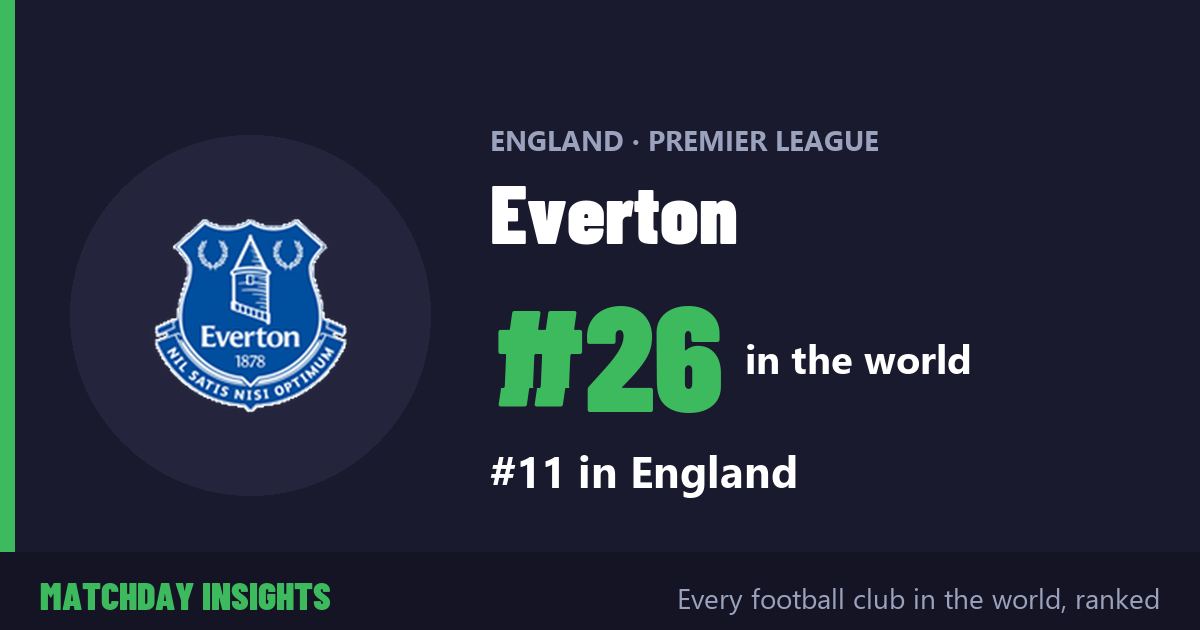 ENGLAND · PREMIER LEAGUE
Everton
#26 in the world
#11 in England
Everton
1878
NIL SATIS NISI OPTIMUM
MATCHDAY INSIGHTS
Every football club in the world, ranked